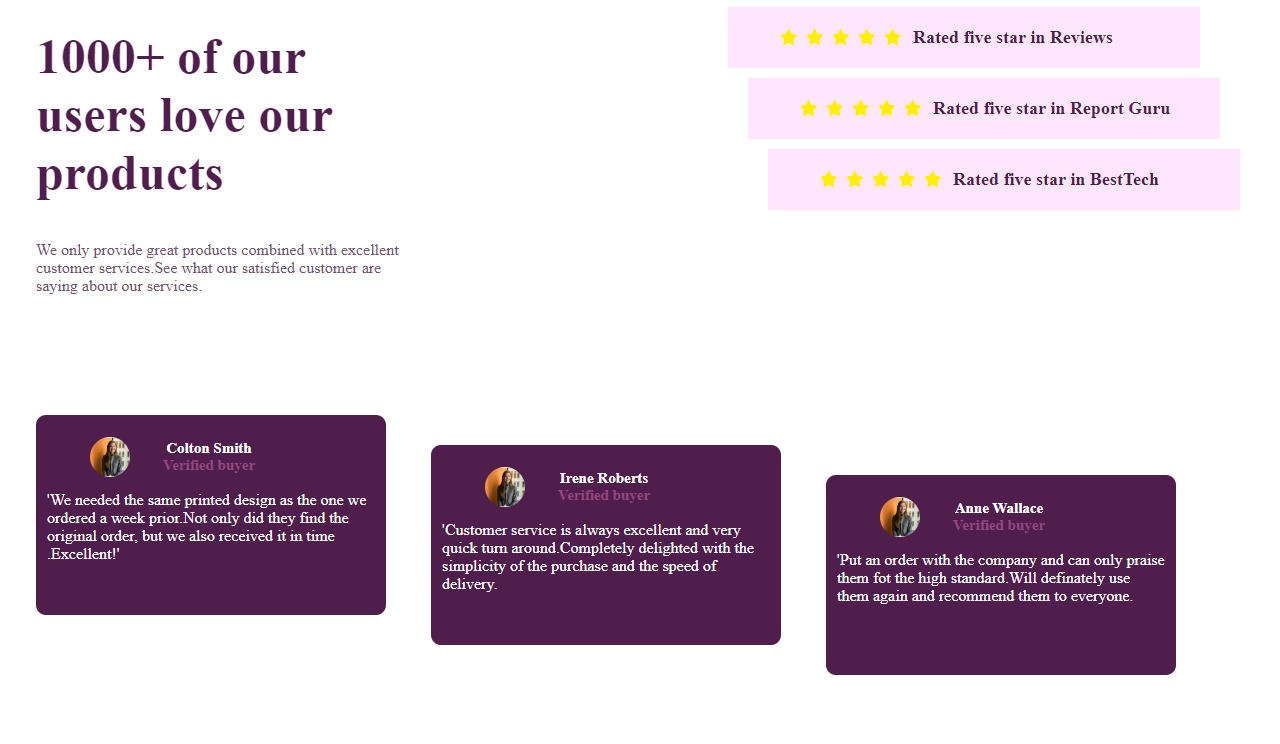 1000+ of our
users love our
products
We only provide great products combined with excellent
customer services.See what our satisfied customer are
saying about our services.
Rated five star in Reviews
Rated five star in Report Guru
Rated five star in BestTech
Colton Smith
Verified buyer
'We needed the same printed design as the one we
ordered a week prior.Not only did they find the
original order, but we also received it in time
.Excellent!'
Irene Roberts
Verified buyer
'Customer service is always excellent and very
quick turn around.Completely delighted with the
simplicity of the purchase and the speed of
delivery.
Anne Wallace
Verified buyer
'Put an order with the company and can only praise
them fot the high standard.Will definately use
them again and recommend them to everyone.